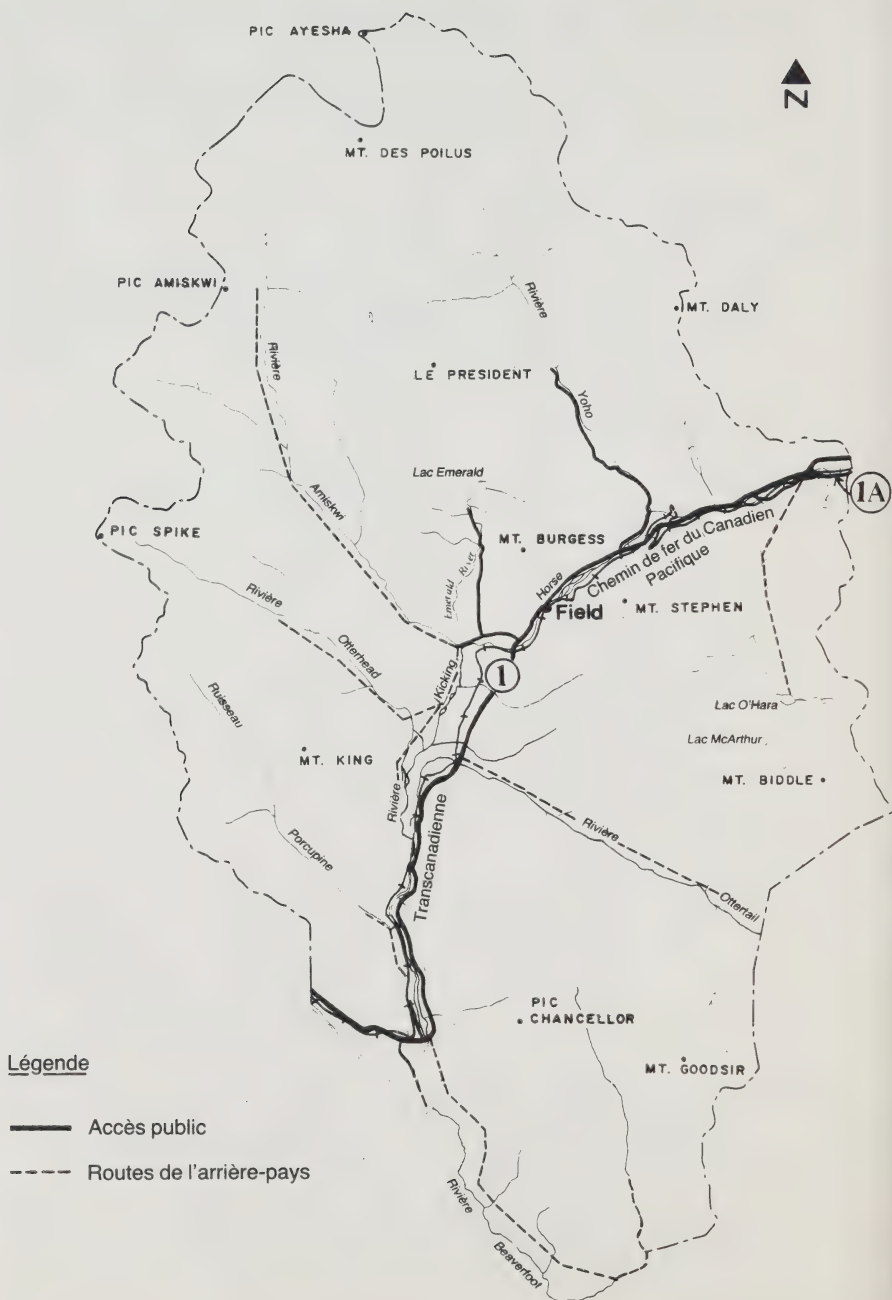 PIC AYESHA
N
MT. DES POILUS
PIC AMISKWI
Rivière
MT. DALY
Rivière
LE PRESIDENT
Yoho
Lac Emerald
1A
Amiskwi
PIC SPIKE
MT. BURGESS
Chemin de fer du Canadien
Pacifique
Emerald River
Horse
Field
MT. STEPHEN
Rivière
Otterhead
Kicking
1
Ruisseau
Lac O'Hara
Lac McArthur
MT. KING
MT. BIDDLE
Rivière
Rivière
Porcupine
Transcanadienne
Ottertail
PIC
CHANCELLOR
MT. GOODSIR
Légende
Accès public
Routes de l'arrière-pays
Rivière
Beaverfoot